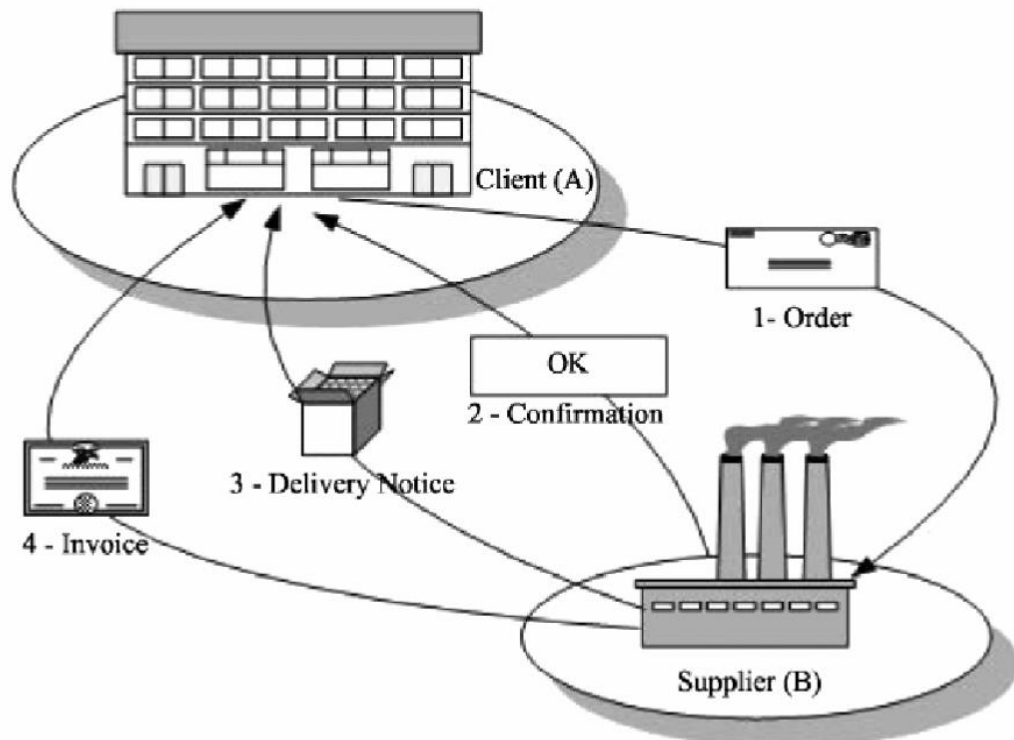 Client (A)
1- Order
OK
2 - Confirmation
3 - Delivery Notice
4 - Invoice
Supplier (B)